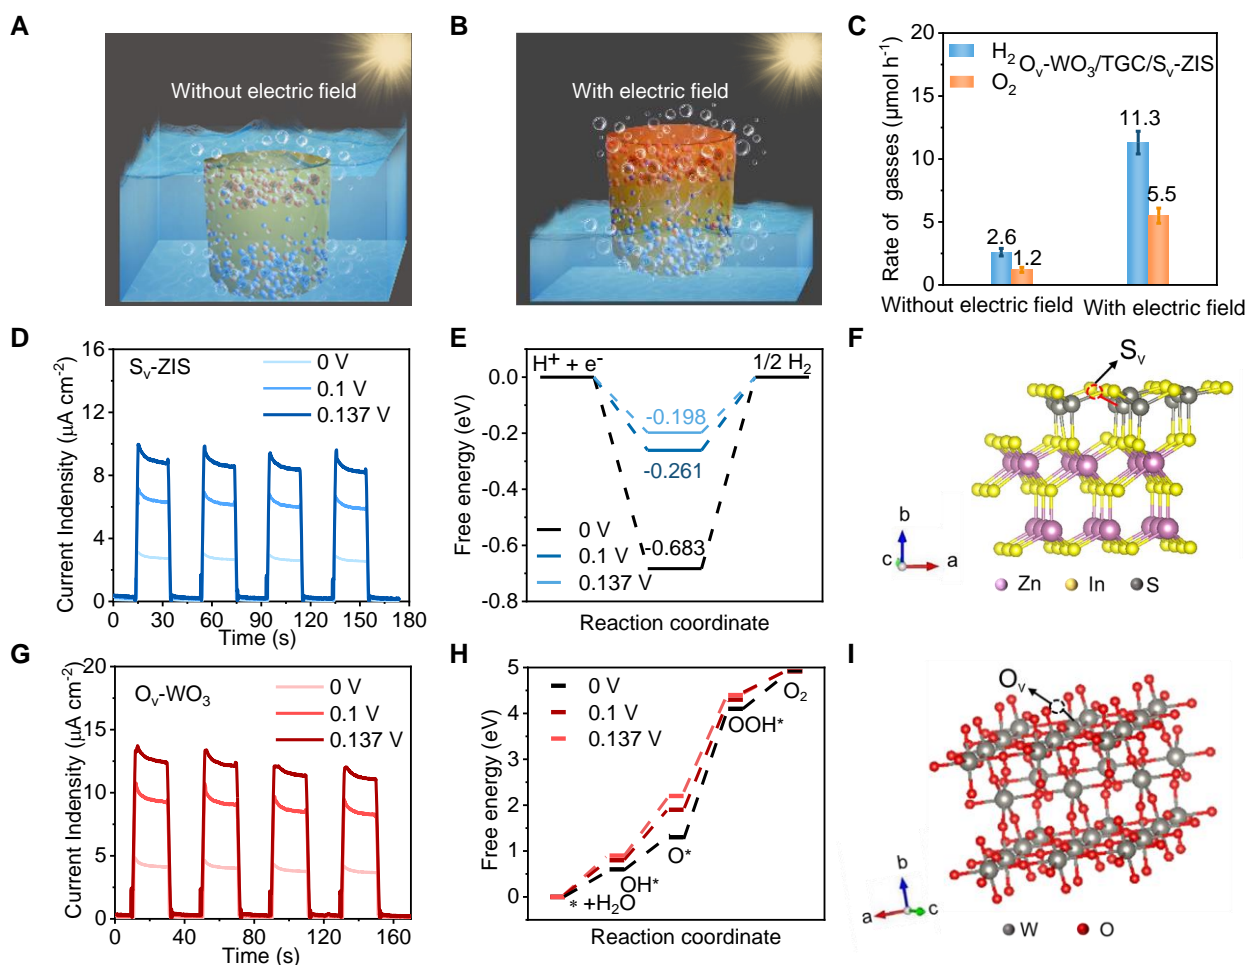 A
Without electric field
B
With electric field
C
Rate of gasses (μmol h⁻¹)
20
15
10
5
0
H₂
O₂
Oᵥ-WO₃/TGC/Sᵥ-ZIS
2.6
1.2
11.3
5.5
Without electric field
With electric field
D
Current Indensity (μA cm⁻²)
16
12
8
4
0
Sᵥ-ZIS
0 V
0.1 V
0.137 V
0 30 60 90 120 150 180
Time (s)
E
Free energy (eV)
0.0
-0.2
-0.4
-0.6
-0.8
H⁺ + e⁻
1/2 H₂
-0.198
-0.261
-0.683
0 V
0.1 V
0.137 V
Reaction coordinate
F
Sᵥ
b
c
a
Zn
In
S
G
Current Indensity (μA cm⁻²)
20
15
10
5
0
Oᵥ-WO₃
0 V
0.1 V
0.137 V
0 40 80 120 160
Time (s)
H
Free energy (eV)
5
4
3
2
1
0
0 V
0.1 V
0.137 V
O₂
OOH*
O*
OH*
* +H₂O
Reaction coordinate
I
Oᵥ
b
a
c
W
O